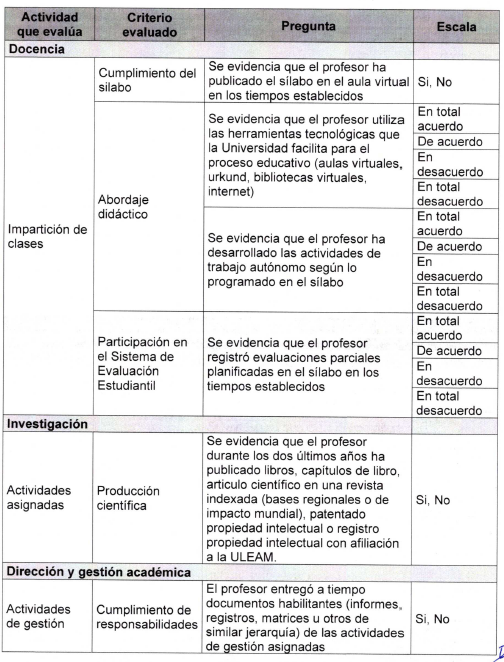 Actividad que evalúa
Criterio evaluado
Pregunta
Escala
Docencia
Impartición de
clases
Cumplimiento del
silabo
Se evidencia que el profesor ha
publicado el sílabo en el aula virtual
en los tiempos establecidos
Si, No
Abordaje
didáctico
Se evidencia que el profesor utiliza
las herramientas tecnológicas que
la Universidad facilita para el
proceso educativo (aulas virtuales,
urkund, bibliotecas virtuales,
internet)
En total
acuerdo
De acuerdo
En
desacuerdo
En total
desacuerdo
Se evidencia que el profesor ha
desarrollado las actividades de
trabajo autónomo según lo
programado en el sílabo
En total
acuerdo
De acuerdo
En
desacuerdo
En total
desacuerdo
Participación en
el Sistema de
Evaluación
Estudiantil
Se evidencia que el profesor
registró evaluaciones parciales
planificadas en el sílabo en los
tiempos establecidos
En total
acuerdo
De acuerdo
En
desacuerdo
En total
desacuerdo
Investigación
Actividades
asignadas
Producción
científica
Se evidencia que el profesor
durante los dos últimos años ha
publicado libros, capítulos de libro,
articulo científico en una revista
indexada (bases regionales o de
impacto mundial), patentado
propiedad intelectual o registro
propiedad intelectual con afiliación
a la ULEAM.
Si, No
Dirección y gestión académica
Actividades
de gestión
Cumplimiento de
responsabilidades
El profesor entregó a tiempo
documentos habilitantes (informes,
registros, matrices u otros de
similar jerarquía) de las actividades
de gestión asignadas
Si, No